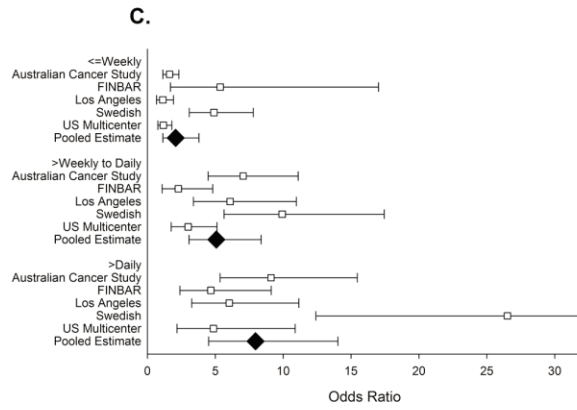 C.
<=Weekly
Australian Cancer Study
FINBAR
Los Angeles
Swedish
US Multicenter
Pooled Estimate
>Weekly to Daily
Australian Cancer Study
FINBAR
Los Angeles
Swedish
US Multicenter
Pooled Estimate
>Daily
Australian Cancer Study
FINBAR
Los Angeles
Swedish
US Multicenter
Pooled Estimate
0 5 10 15 20 25 30
Odds Ratio